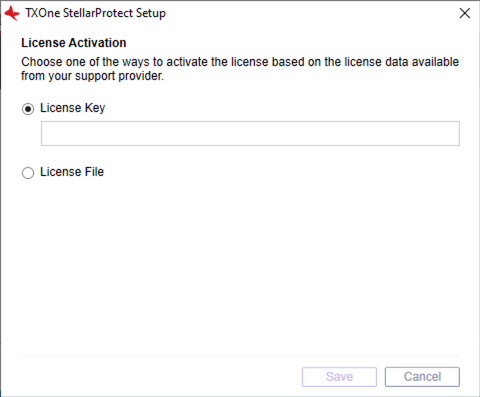 TXOne StellarProtect Setup
License Activation
Choose one of the ways to activate the license based on the license data available
from your support provider.
License Key
License File
Save
Cancel